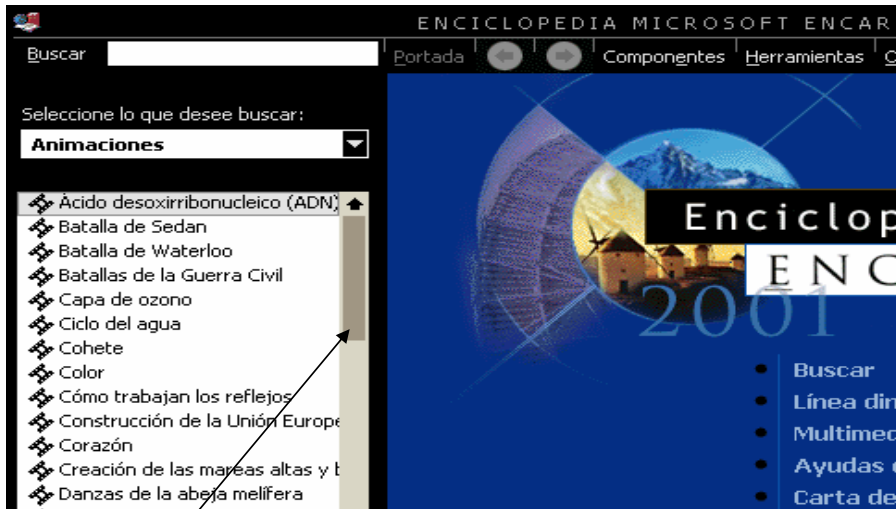 ENCICLOPEDIA MICROSOFT ENCAR
Buscar
Portada Componentes Herramientas O
Seleccione lo que desee buscar:
Animaciones
Ácido desoxirribonucleico (ADN)
Batalla de Sedan
Batalla de Waterloo
Batallas de la Guerra Civil
Capa de ozono
Ciclo del agua
Cohete
Color
Cómo trabajan los reflejos
Construcción de la Unión Europe
Corazón
Creación de las mareas altas y b
Danzas de la abeja melífera
Enciclop
ENC
2001
Buscar
Línea din
Multimed
Ayudas
Carta de